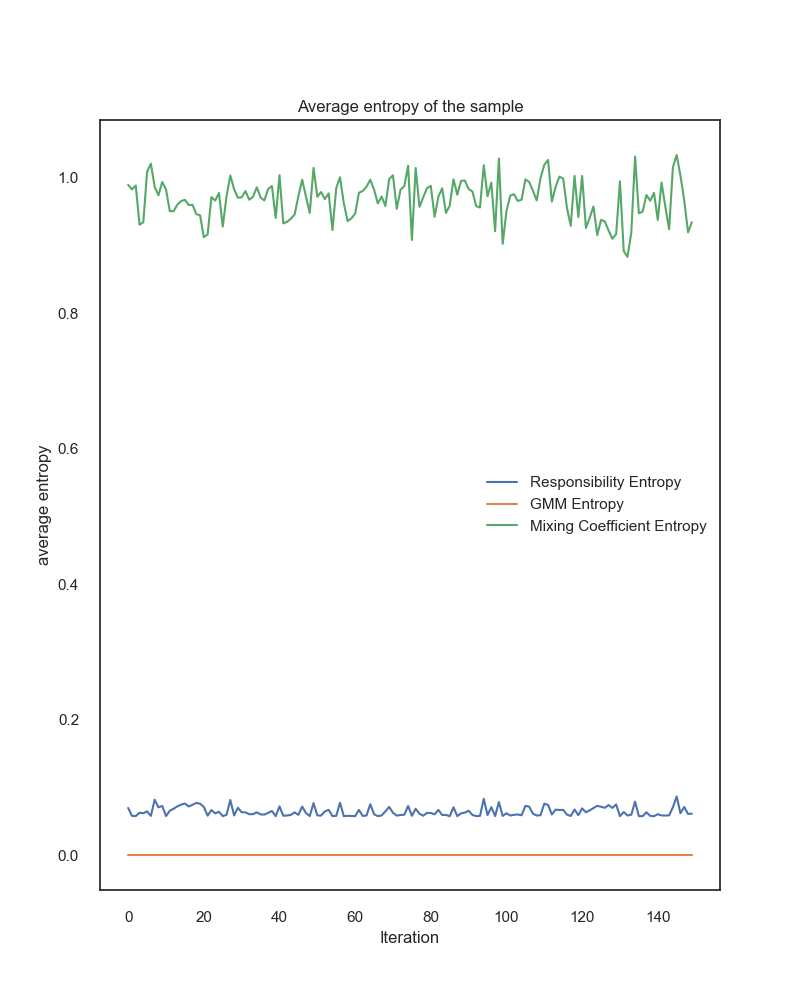 Average entropy of the sample
1.0
0.8
0.6
0.4
0.2
0.0
average entropy
Responsibility Entropy
GMM Entropy
Mixing Coefficient Entropy
0 20 40 60 80 100 120 140
Iteration